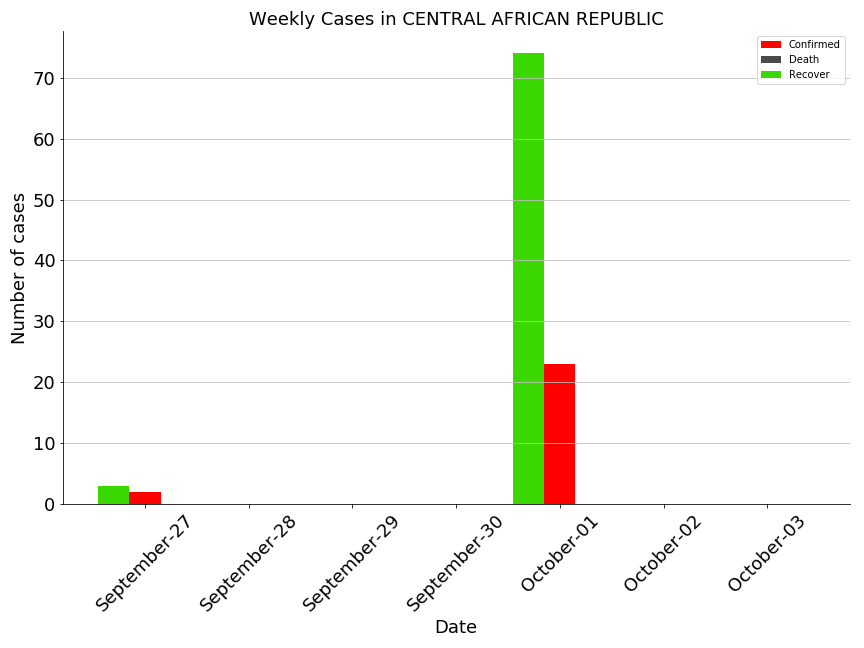 Weekly Cases in CENTRAL AFRICAN REPUBLIC
Confirmed
Death
Recover
Number of cases
70
60
50
40
30
20
10
0
September-27
September-28
September-29
September-30
October-01
October-02
October-03
Date